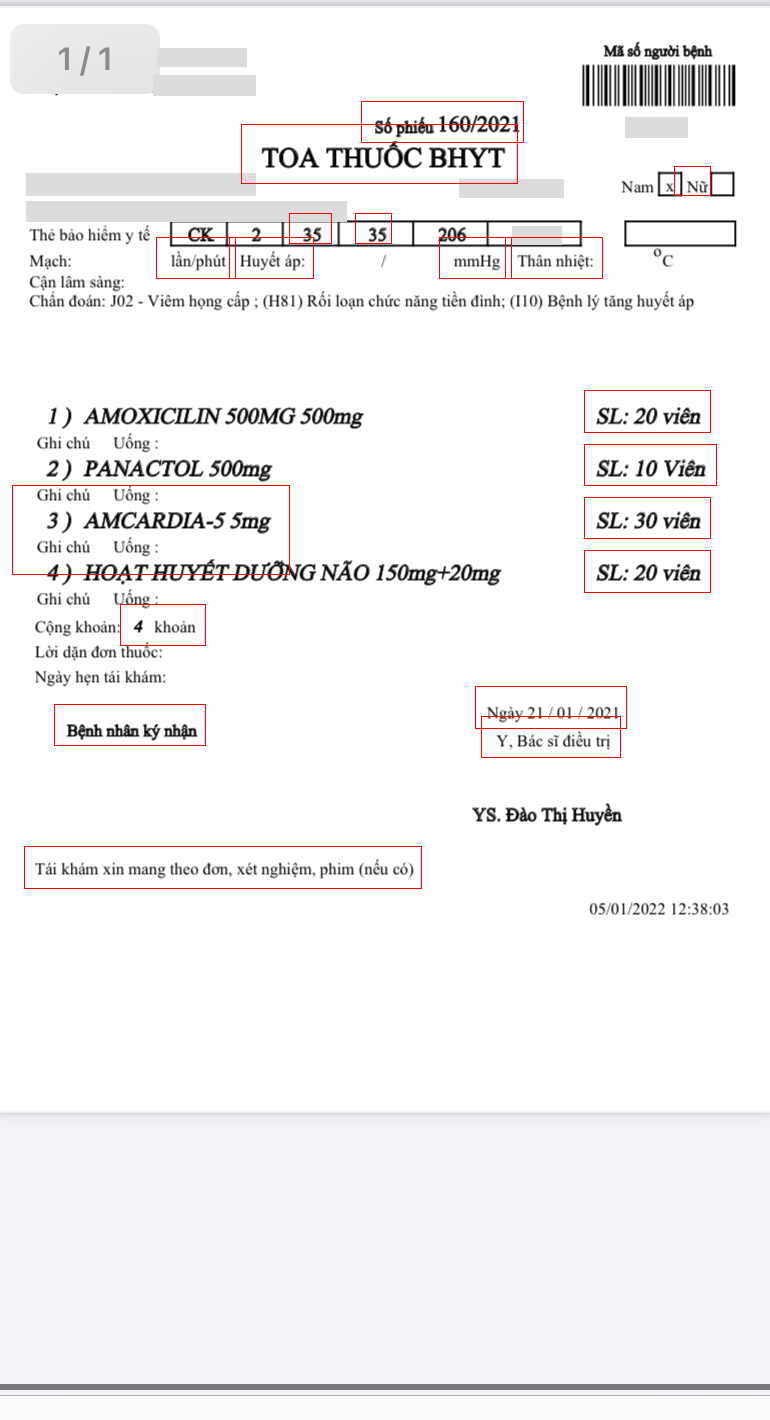 1/1
Mã số người bệnh
Số phiếu 160/2021
TOA THUỐC BHYT
Nam x Nữ
Thẻ bảo hiểm y tế CK 2 35 35 206
Mạch: lần/phút Huyết áp: / mmHg Thân nhiệt: °C
Cận lâm sàng:
Chẩn đoán: J02 - Viêm họng cấp ; (H81) Rối loạn chức năng tiền đình; (I10) Bệnh lý tăng huyết áp
1 ) AMOXICILIN 500MG 500mg SL: 20 viên
Ghi chú Uống :
2 ) PANACTOL 500mg SL: 10 Viên
Ghi chú Uống :
3 ) AMCARDIA-5 5mg SL: 30 viên
Ghi chú Uống :
4 ) HOẠT HUYẾT DƯỠNG NÃO 150mg+20mg SL: 20 viên
Ghi chú Uống :
Cộng khoản: 4 khoản
Lời dặn đơn thuốc:
Ngày hẹn tái khám:
Ngày 21 / 01 / 2021
Bệnh nhân ký nhận
Y, Bác sĩ điều trị
YS. Đào Thị Huyền
Tái khám xin mang theo đơn, xét nghiệm, phim (nếu có)
05/01/2022 12:38:03